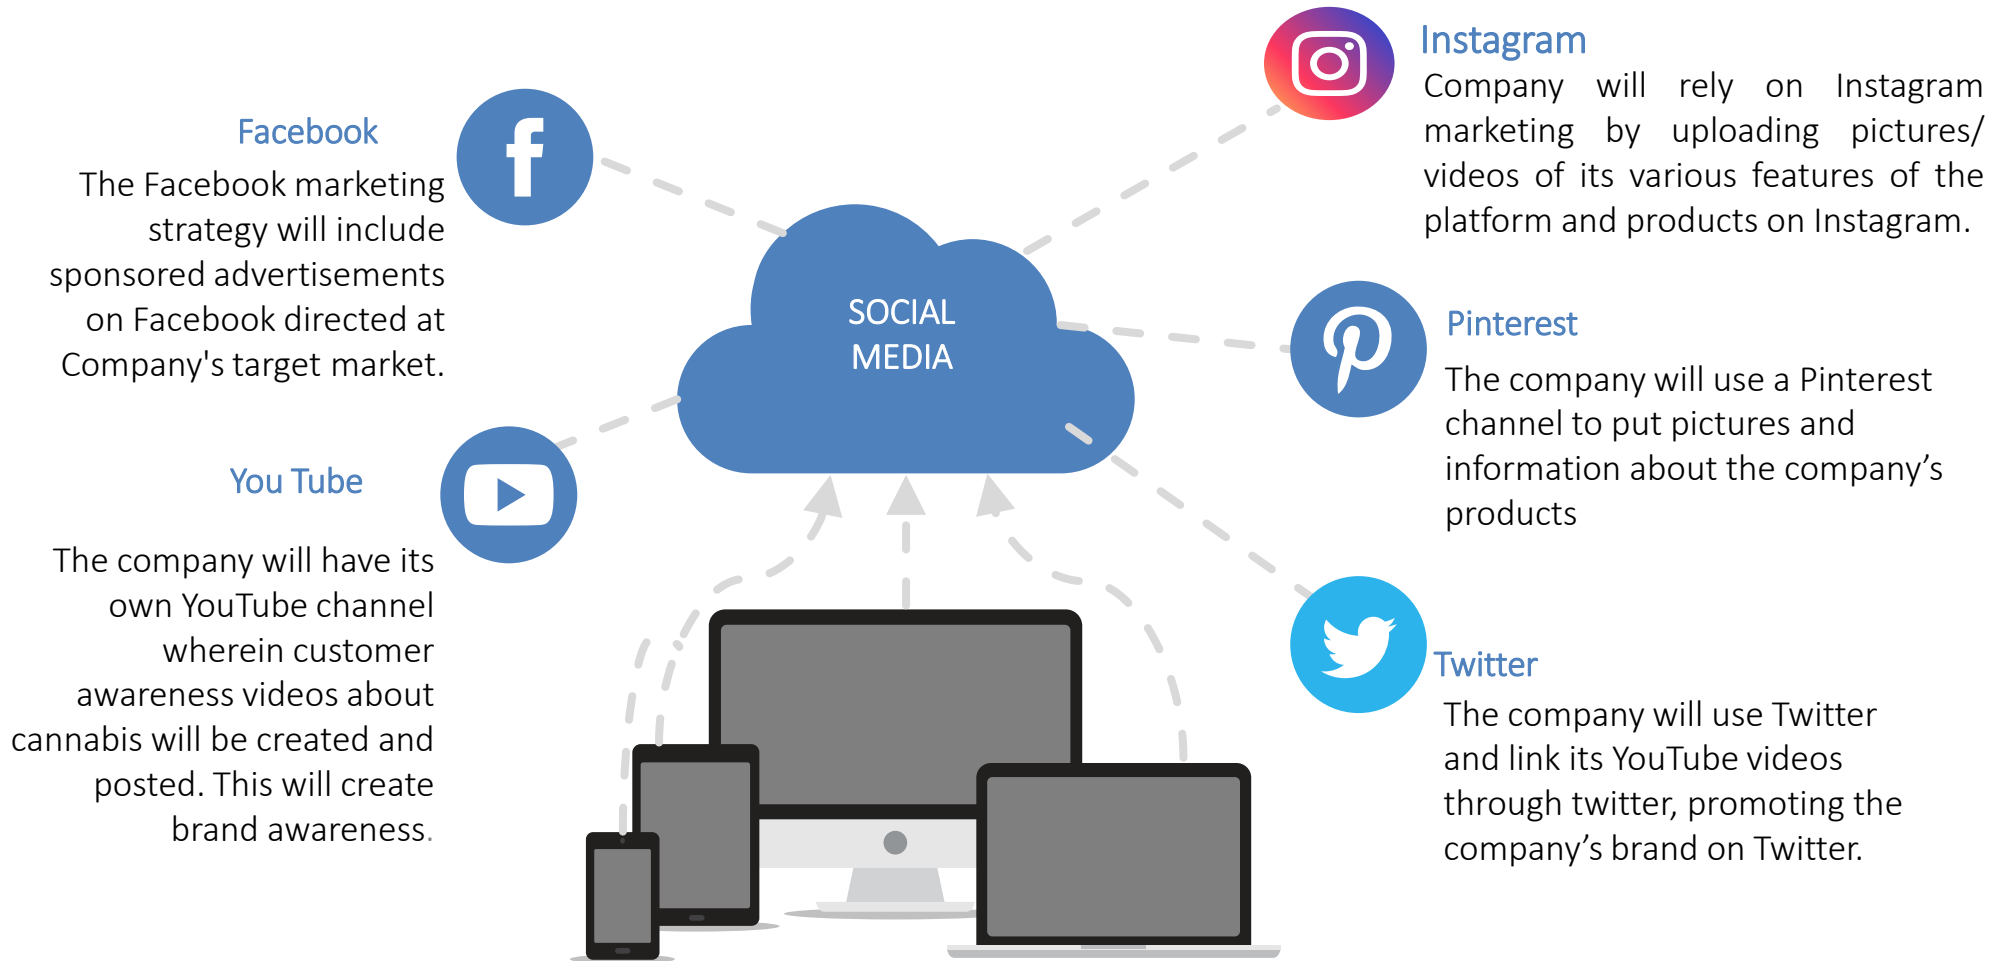 Facebook
The Facebook marketing
strategy will include
sponsored advertisements
on Facebook directed at
Company's target market.
You Tube
The company will have its
own YouTube channel
wherein customer
awareness videos about
cannabis will be created and
posted. This will create
brand awareness.
SOCIAL
MEDIA
Instagram
Company will rely on Instagram
marketing by uploading pictures/
videos of its various features of the
platform and products on Instagram.
Pinterest
The company will use a Pinterest
channel to put pictures and
information about the company’s
products
Twitter
The company will use Twitter
and link its YouTube videos
through twitter, promoting the
company’s brand on Twitter.